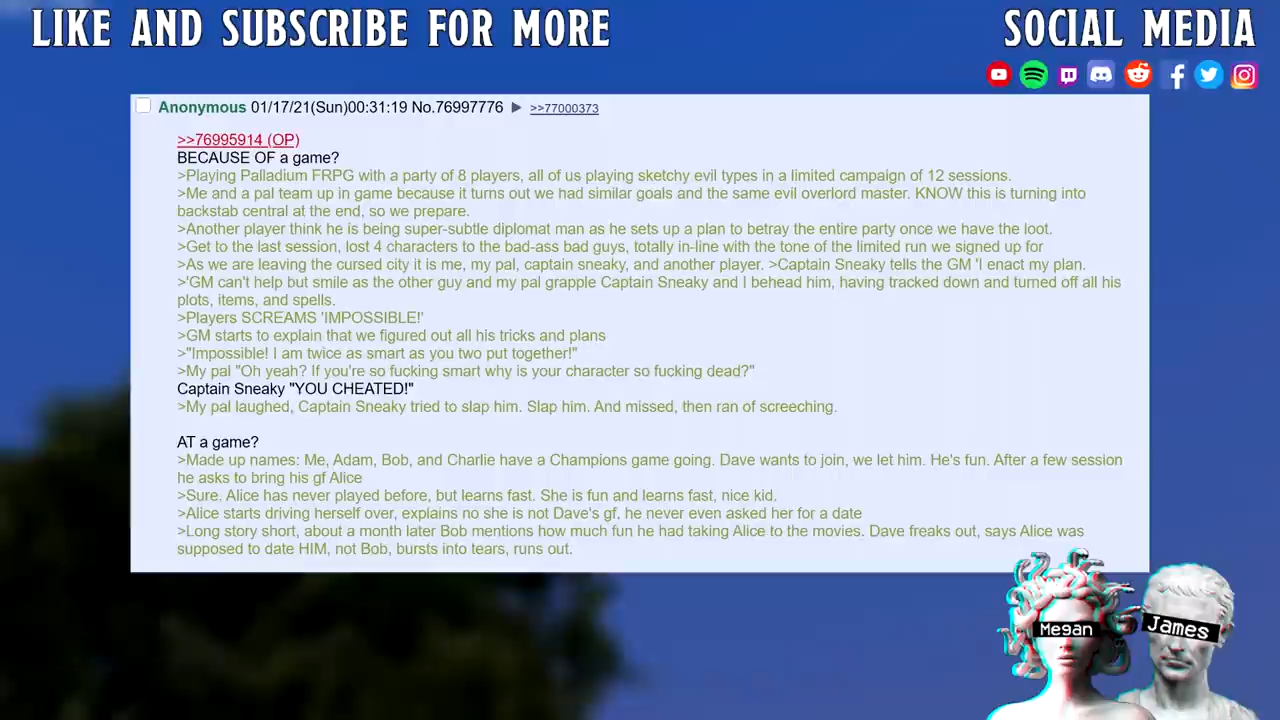 LIKE AND SUBSCRIBE FOR MORE
SOCIAL MEDIA
Anonymous 01/17/21(Sun)00:31:19 No.76997776 ▶ >>77000373
>>76995914 (OP)
BECAUSE OF a game?
>Playing Palladium FRPG with a party of 8 players, all of us playing sketchy evil types in a limited campaign of 12 sessions.
>Me and a pal team up in game because it turns out we had similar goals and the same evil overlord master. KNOW this is turning into
backstab central at the end, so we prepare.
>Another player think he is being super-subtle diplomat man as he sets up a plan to betray the entire party once we have the loot.
>Get to the last session, lost 4 characters to the bad-ass bad guys, totally in-line with the tone of the limited run we signed up for
>As we are leaving the cursed city it is me, my pal, captain sneaky, and another player. >Captain Sneaky tells the GM 'I enact my plan.
>'GM can't help but smile as the other guy and my pal grapple Captain Sneaky and I behead him, having tracked down and turned off all his
plots, items, and spells.
>Players SCREAMS 'IMPOSSIBLE!'
>GM starts to explain that we figured out all his tricks and plans
>"Impossible! I am twice as smart as you two put together!"
>My pal "Oh yeah? If you're so fucking smart why is your character so fucking dead?"
Captain Sneaky "YOU CHEATED!"
>My pal laughed, Captain Sneaky tried to slap him. Slap him. And missed, then ran of screeching.
AT a game?
>Made up names: Me, Adam, Bob, and Charlie have a Champions game going. Dave wants to join, we let him. He's fun. After a few session
he asks to bring his gf Alice
>Sure. Alice has never played before, but learns fast. She is fun and learns fast, nice kid.
>Alice starts driving herself over, explains no she is not Dave's gf, he never even asked her for a date
>Long story short, about a month later Bob mentions how much fun he had taking Alice to the movies. Dave freaks out, says Alice was
supposed to date HIM, not Bob, bursts into tears, runs out.
Megan
James